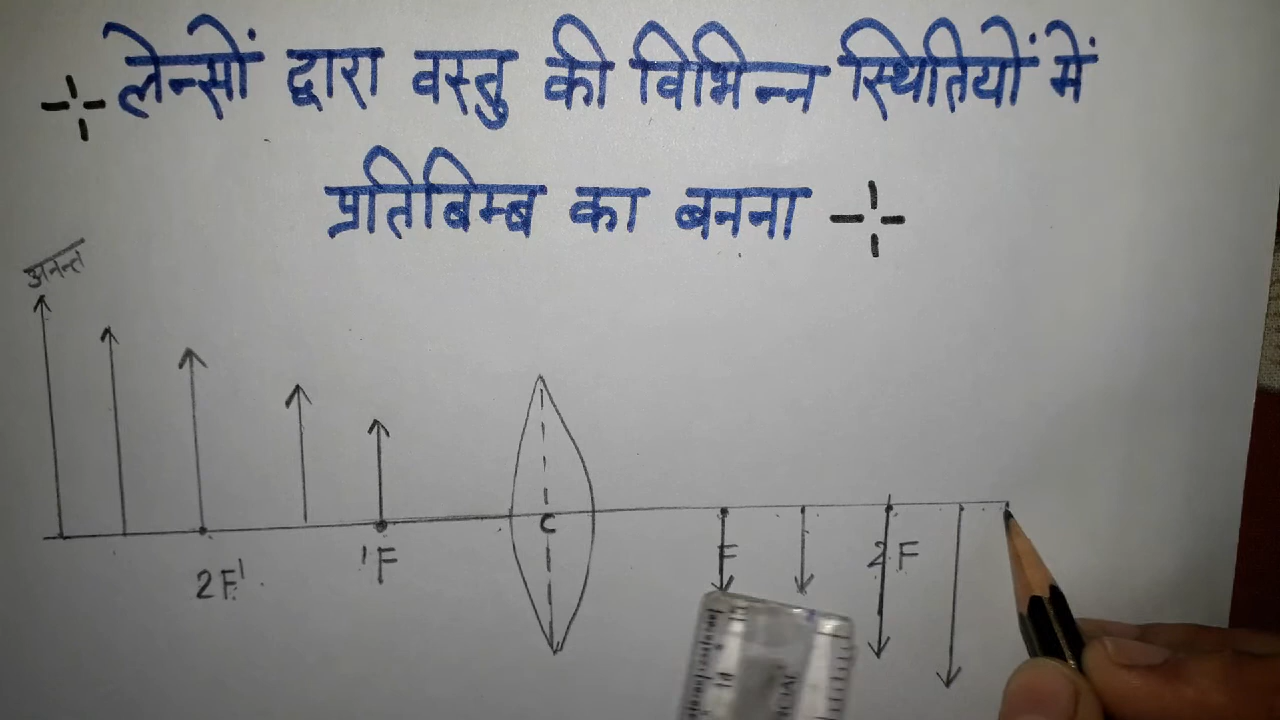 लेन्सों द्वारा वस्तु की विभिन्न स्थितियों में
प्रतिबिम्ब का बनना
अनन्त
C
2F'
'F
F
2F